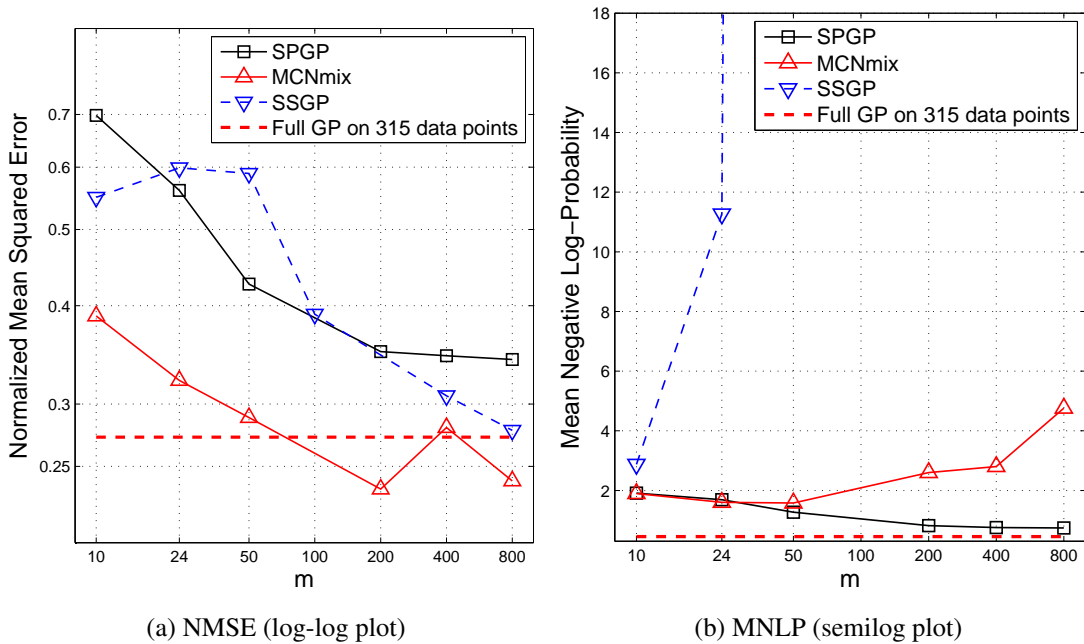 SPGP
MCNmix
SSGP
Full GP on 315 data points
Normalized Mean Squared Error
0.7
0.6
0.5
0.4
0.3
0.25
10 24 50 100 200 400 800
m
(a) NMSE (log-log plot)
SPGP
MCNmix
SSGP
Full GP on 315 data points
Mean Negative Log−Probability
18
16
14
12
10
8
6
4
2
10 24 50 100 200 400 800
m
(b) MNLP (semilog plot)